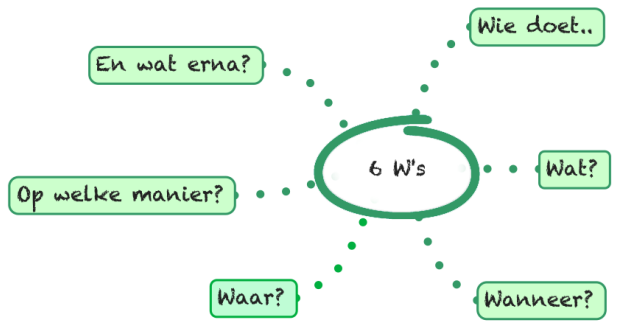 Wie doet..
En wat erna?
6 W's
Wat?
Op welke manier?
Waar?
Wanneer?